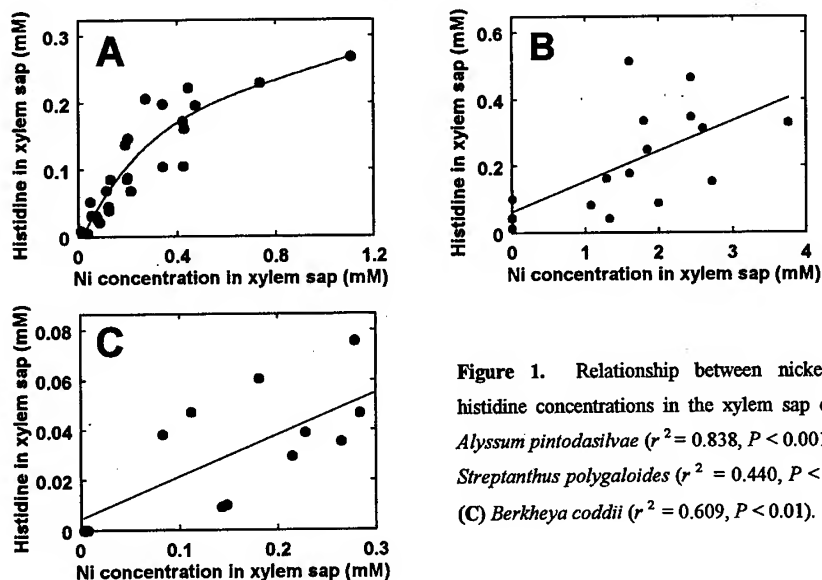 A
Histidine in xylem sap (mM)
0.3
0.2
0.1
0
0 0.4 0.8 1.2
Ni concentration in xylem sap (mM)
B
Histidine in xylem sap (mM)
0.6
0.4
0.2
0
0 1 2 3 4
Ni concentration in xylem sap (mM)
C
Histidine in xylem sap (mM)
0.08
0.06
0.04
0.02
0
0 0.1 0.2 0.3
Ni concentration in xylem sap (mM)
Figure 1. Relationship between nicke
histidine concentrations in the xylem sap
Alyssum pintodasilvae (r² = 0.838, P < 0.001
Streptanthus polygaloides (r² = 0.440, P <
(C) Berkheya coddii (r² = 0.609, P < 0.01).